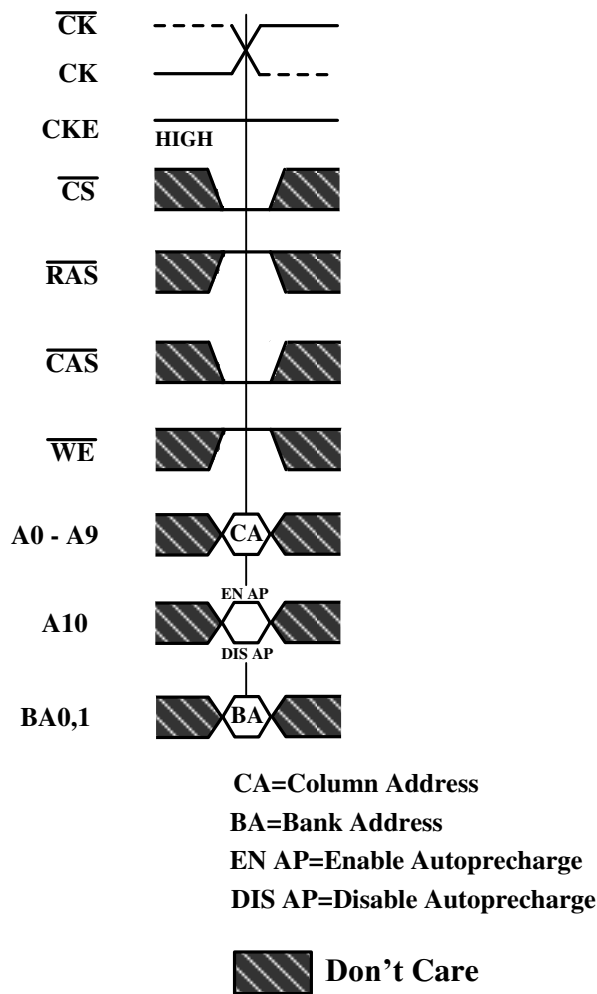 CK
CK
CKE
HIGH
CS
RAS
CAS
WE
A0 - A9
CA
EN AP
A10
DIS AP
BA0,1
BA
CA=Column Address
BA=Bank Address
EN AP=Enable Autoprecharge
DIS AP=Disable Autoprecharge
Don't Care